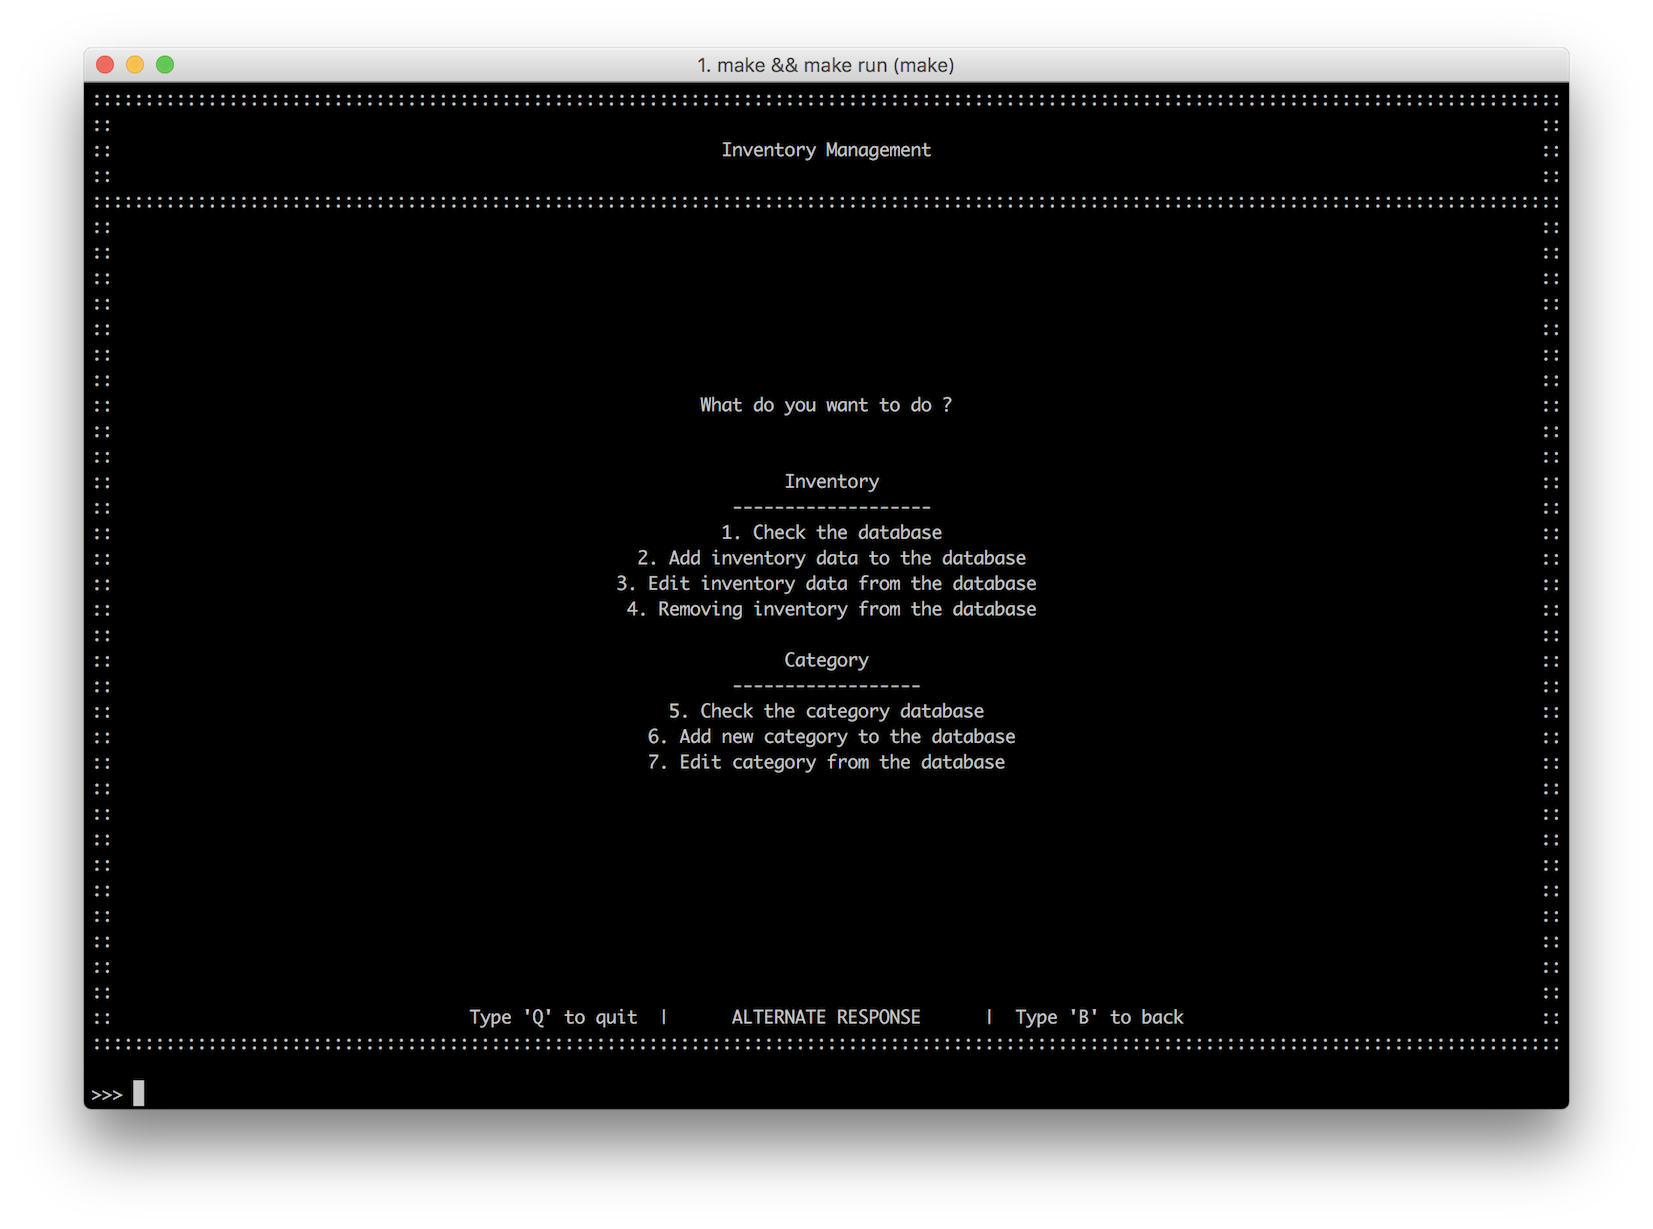 1. make && make run (make)
Inventory Management
What do you want to do ?
Inventory
-------------------
1. Check the database
2. Add inventory data to the database
3. Edit inventory data from the database
4. Removing inventory from the database
Category
------------------
5. Check the category database
6. Add new category to the database
7. Edit category from the database
Type 'Q' to quit | ALTERNATE RESPONSE | Type 'B' to back
>>>